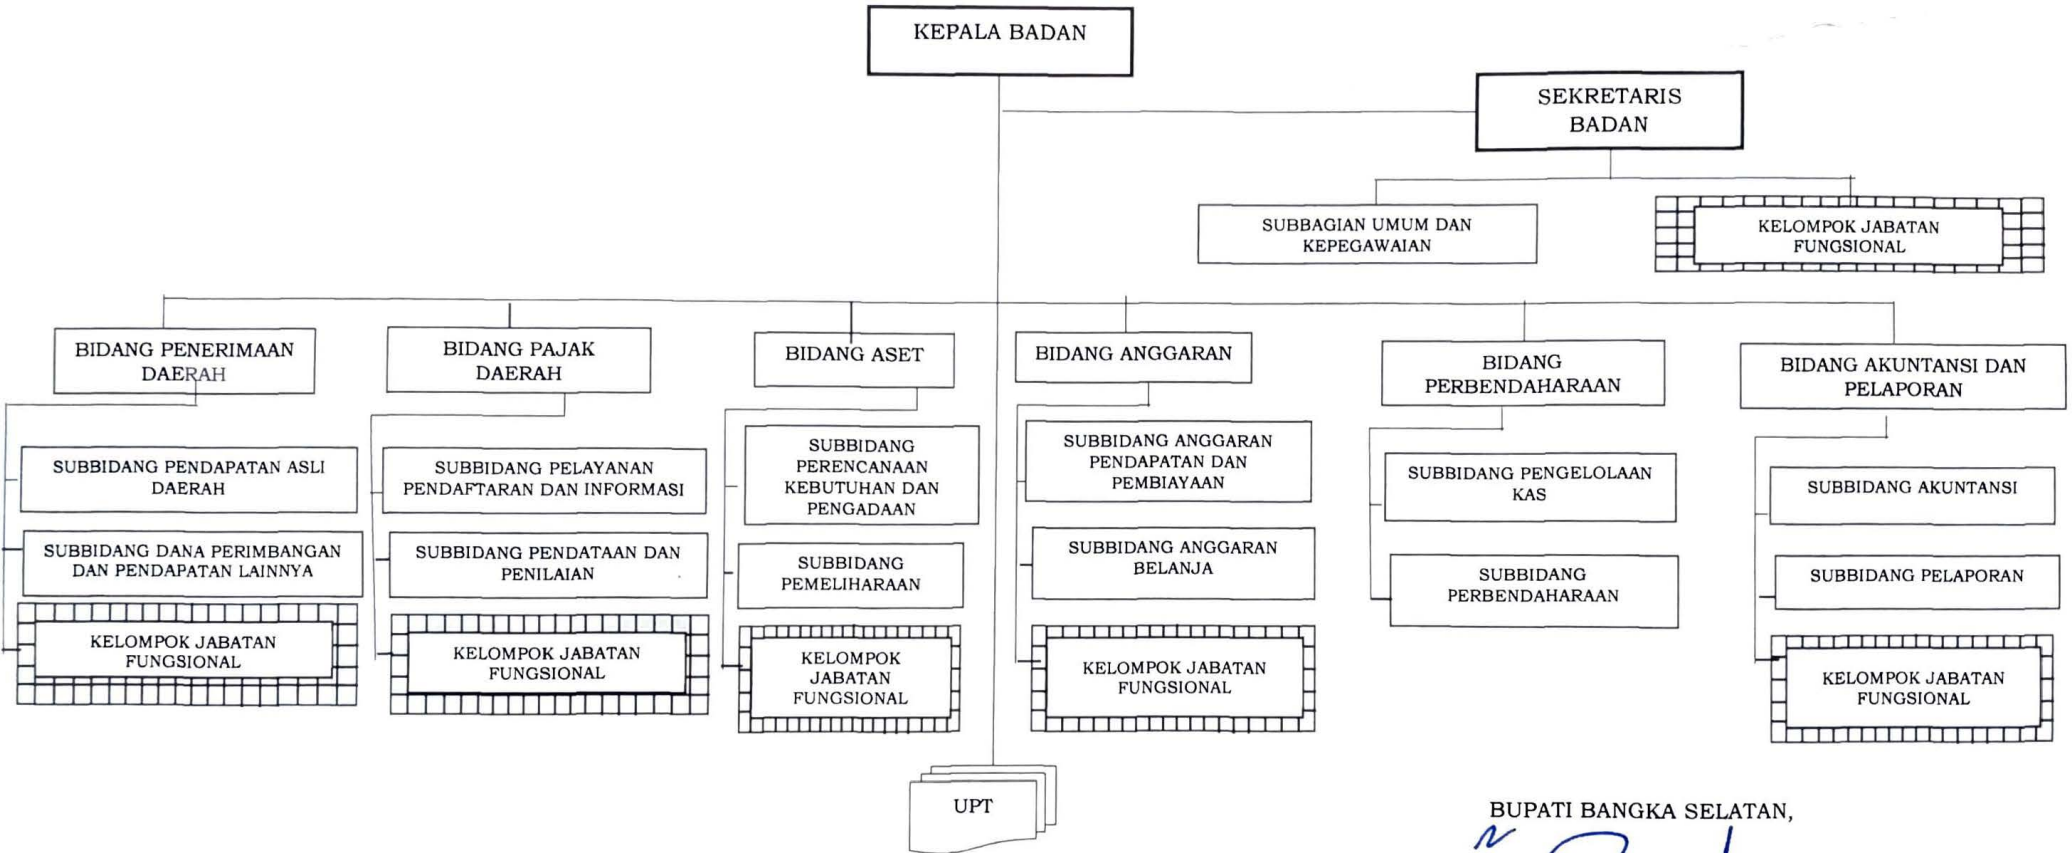 KEPALA BADAN
SEKRETARIS
BADAN
SUBBAGIAN UMUM DAN
KEPEGAWAIAN
KELOMPOK JABATAN
FUNGSIONAL
BIDANG PENERIMAAN
DAERAH
BIDANG PAJAK
DAERAH
BIDANG ASET
BIDANG ANGGARAN
BIDANG
PERBENDAHARAAN
BIDANG AKUNTANSI DAN
PELAPORAN
SUBBIDANG PENDAPATAN ASLI
DAERAH
SUBBIDANG DANA PERIMBANGAN
DAN PENDAPATAN LAINNYA
KELOMPOK JABATAN
FUNGSIONAL
SUBBIDANG PELAYANAN
PENDAFTARAN DAN INFORMASI
SUBBIDANG PENDATAAN DAN
PENILAIAN
KELOMPOK JABATAN
FUNGSIONAL
SUBBIDANG
PERENCANAAN
KEBUTUHAN DAN
PENGADAAN
SUBBIDANG
PEMELIHARAAN
KELOMPOK
JABATAN
FUNGSIONAL
SUBBIDANG ANGGARAN
PENDAPATAN DAN
PEMBIAYAAN
SUBBIDANG ANGGARAN
BELANJA
KELOMPOK JABATAN
FUNGSIONAL
SUBBIDANG PENGELOLAAN
KAS
SUBBIDANG
PERBENDAHARAAN
SUBBIDANG AKUNTANSI
SUBBIDANG PELAPORAN
KELOMPOK JABATAN
FUNGSIONAL
UPT
BUPATI BANGKA SELATAN,